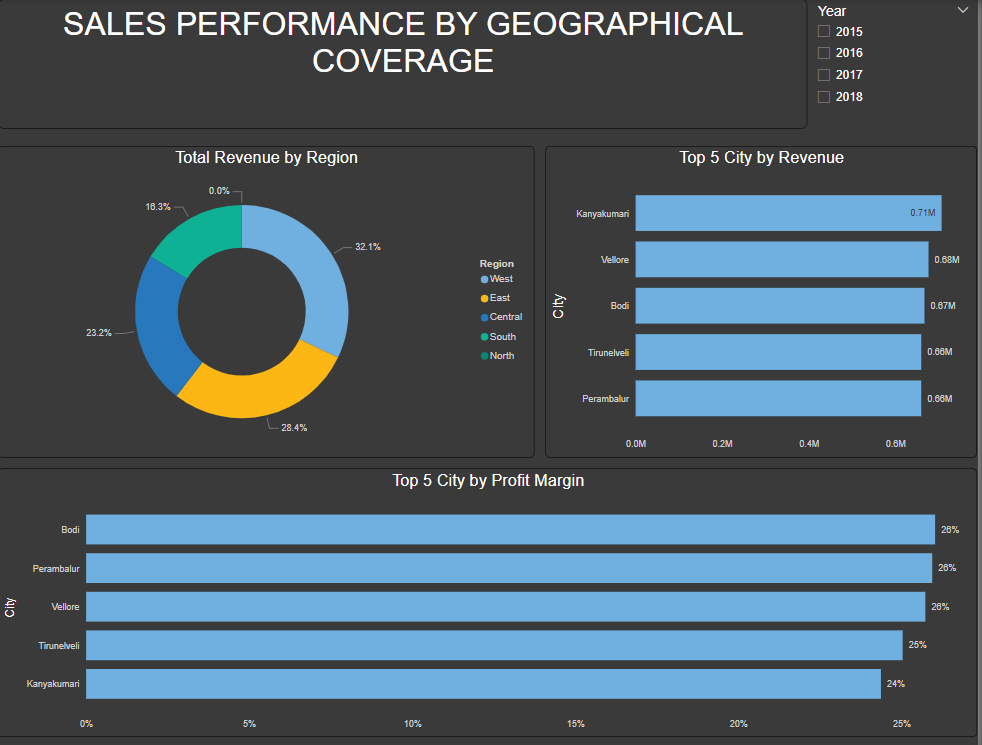 SALES PERFORMANCE BY GEOGRAPHICAL
COVERAGE
Year
2015
2016
2017
2018
Total Revenue by Region
0.0%
16.3%
32.1%
23.2%
28.4%
Region
West
East
Central
South
North
Top 5 City by Revenue
City
Kanyakumari
0.71M
Vellore
0.68M
Bodi
0.67M
Tirunelveli
0.66M
Perambalur
0.66M
0.0M
0.2M
0.4M
0.6M
Top 5 City by Profit Margin
City
Bodi
26%
Perambalur
26%
Vellore
26%
Tirunelveli
25%
Kanyakumari
24%
0%
5%
10%
15%
20%
25%